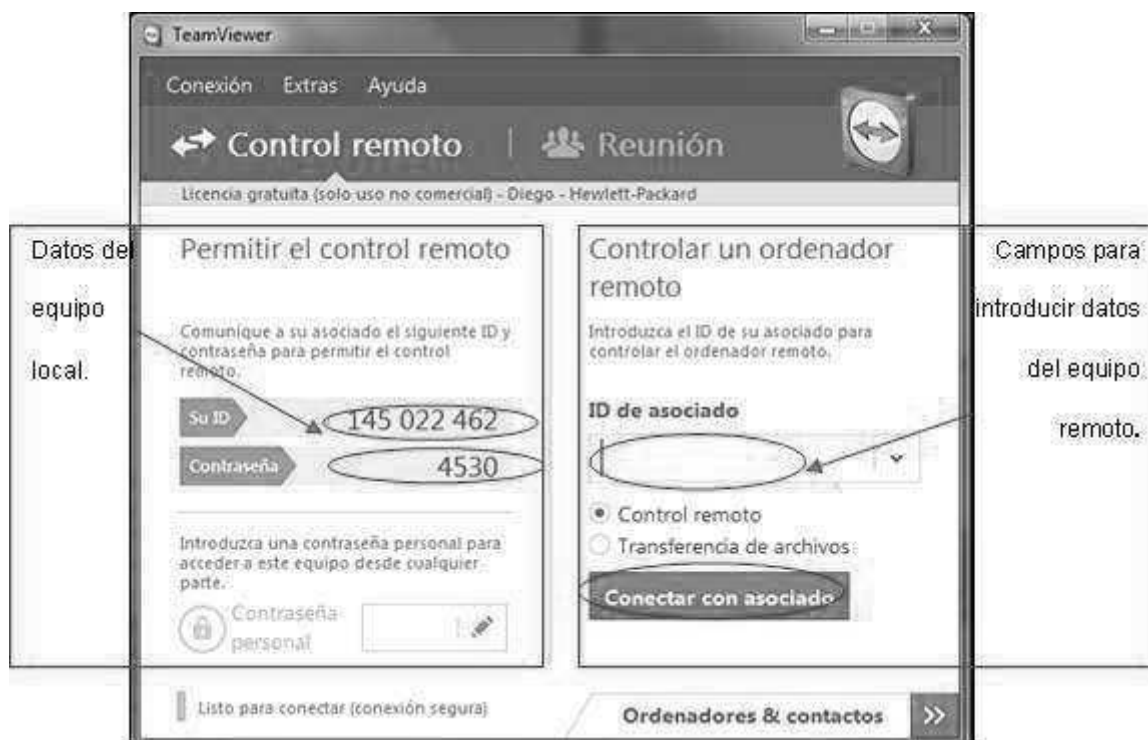 TeamViewer
Conexión Extras Ayuda
Control remoto | Reunión
Licencia gratuita (solo uso no comercial) - Diego - Hewlett-Packard
Datos del
equipo
local.
Permitir el control remoto
Comunique a su asociado el siguiente ID y
contraseña para permitir el control
remoto.
Su ID 145 022 462
Contraseña 4530
Introduzca una contraseña personal para
acceder a este equipo desde cualquier
parte.
Contraseña
personal
Controlar un ordenador
remoto
Introduzca el ID de su asociado para
controlar el ordenador remoto.
ID de asociado
Control remoto
Transferencia de archivos
Conectar con asociado
Campos para
introducir datos
del equipo
remoto.
Listo para conectar (conexión segura)
Ordenadores & contactos